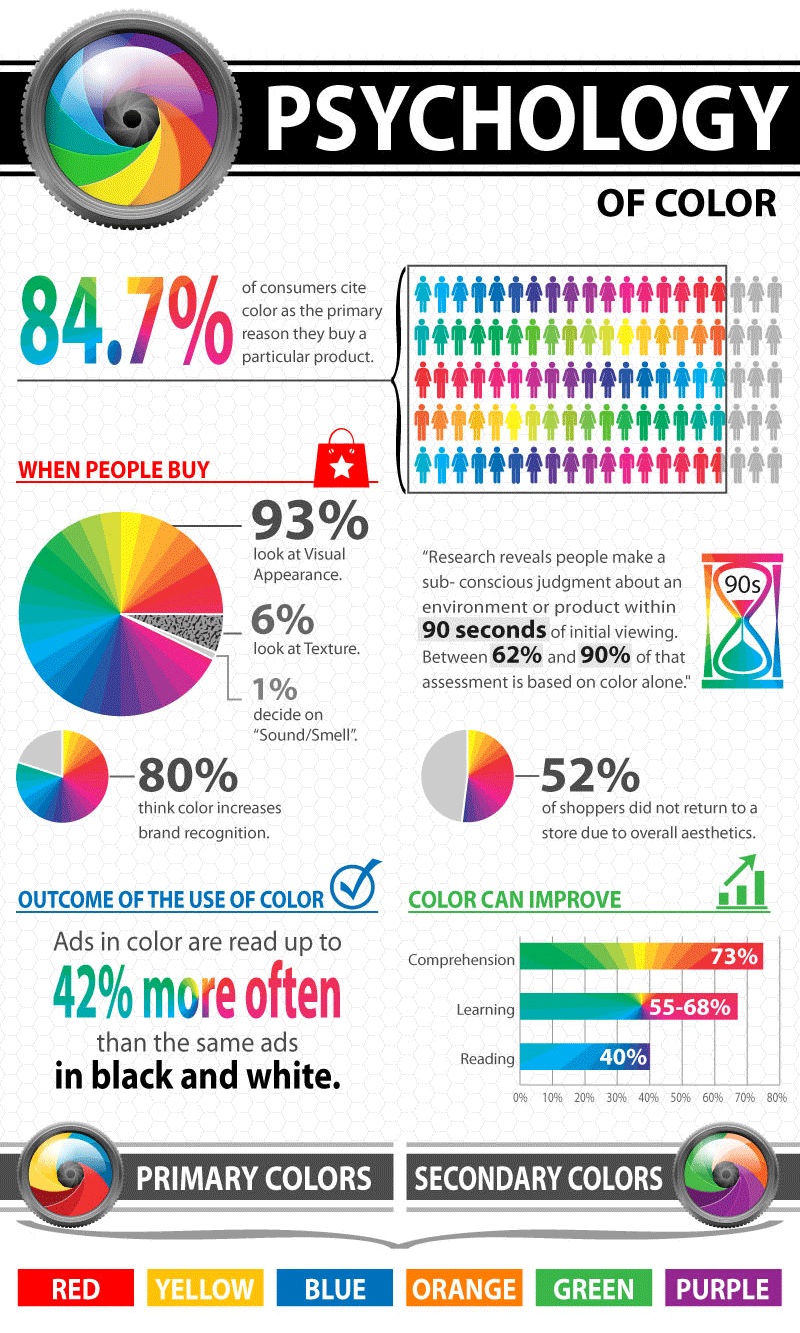 PSYCHOLOGY
OF COLOR
84.7%
of consumers cite
color as the primary
reason they buy a
particular product.
WHEN PEOPLE BUY
93%
look at Visual
Appearance.
6%
look at Texture.
1%
decide on
“Sound/Smell”.
“Research reveals people make a
sub- conscious judgment about an
environment or product within
90 seconds of initial viewing.
Between 62% and 90% of that
assessment is based on color alone."
90s
80%
think color increases
brand recognition.
52%
of shoppers did not return to a
store due to overall aesthetics.
OUTCOME OF THE USE OF COLOR
Ads in color are read up to
42% more often
than the same ads
in black and white.
COLOR CAN IMPROVE
Comprehension 73%
Learning 55-68%
Reading 40%
0% 10% 20% 30% 40% 50% 60% 70% 80%
PRIMARY COLORS
SECONDARY COLORS
RED YELLOW BLUE ORANGE GREEN PURPLE